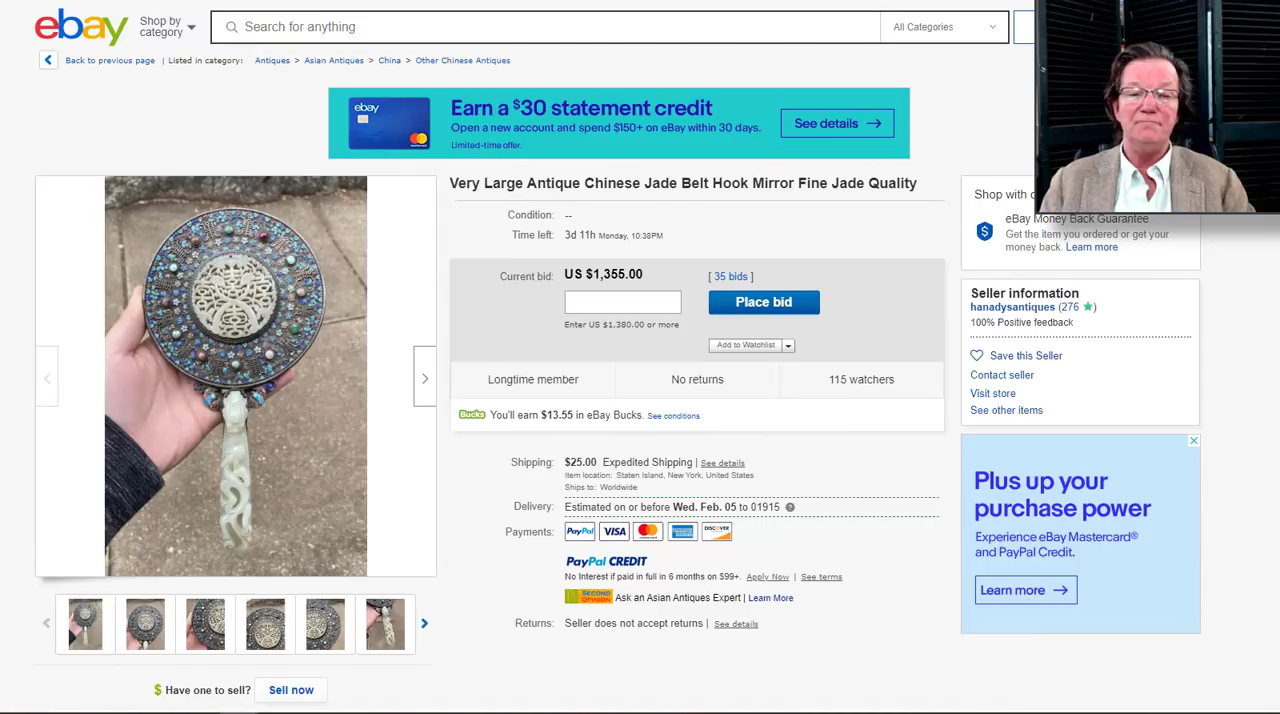 ebay
Shop by
category
Search for anything
All Categories
Back to previous page | Listed in category: Antiques > Asian Antiques > China > Other Chinese Antiques
ebay
Earn a $30 statement credit
Open a new account and spend $150+ on eBay within 30 days.
Limited-time offer.
See details
Very Large Antique Chinese Jade Belt Hook Mirror Fine Jade Quality
Condition: --
Time left: 3d 11h Monday, 10:38PM
Current bid: US $1,355.00 [ 35 bids ]
Place bid
Enter US $1,380.00 or more
Add to Watchlist
Longtime member No returns 115 watchers
Bucks You'll earn $13.55 in eBay Bucks. See conditions
Shipping: $25.00 Expedited Shipping | See details
Item location: Staten Island, New York, United States
Ships to: Worldwide
Delivery: Estimated on or before Wed. Feb. 05 to 01915
Payments: PayPal VISA MasterCard DISCOVER
PayPal CREDIT
No Interest if paid in full in 6 months on $99+. Apply Now | See terms
SECOND OPINION Ask an Asian Antiques Expert | Learn More
Returns: Seller does not accept returns | See details
$ Have one to sell? Sell now
Shop with
eBay Money Back Guarantee
Get the item you ordered or get your
money back. Learn more
Seller information
hanadysantiques (276 )
100% Positive feedback
Save this Seller
Contact seller
Visit store
See other items
Plus up your
purchase power
Experience eBay Mastercard®
and PayPal Credit.
Learn more